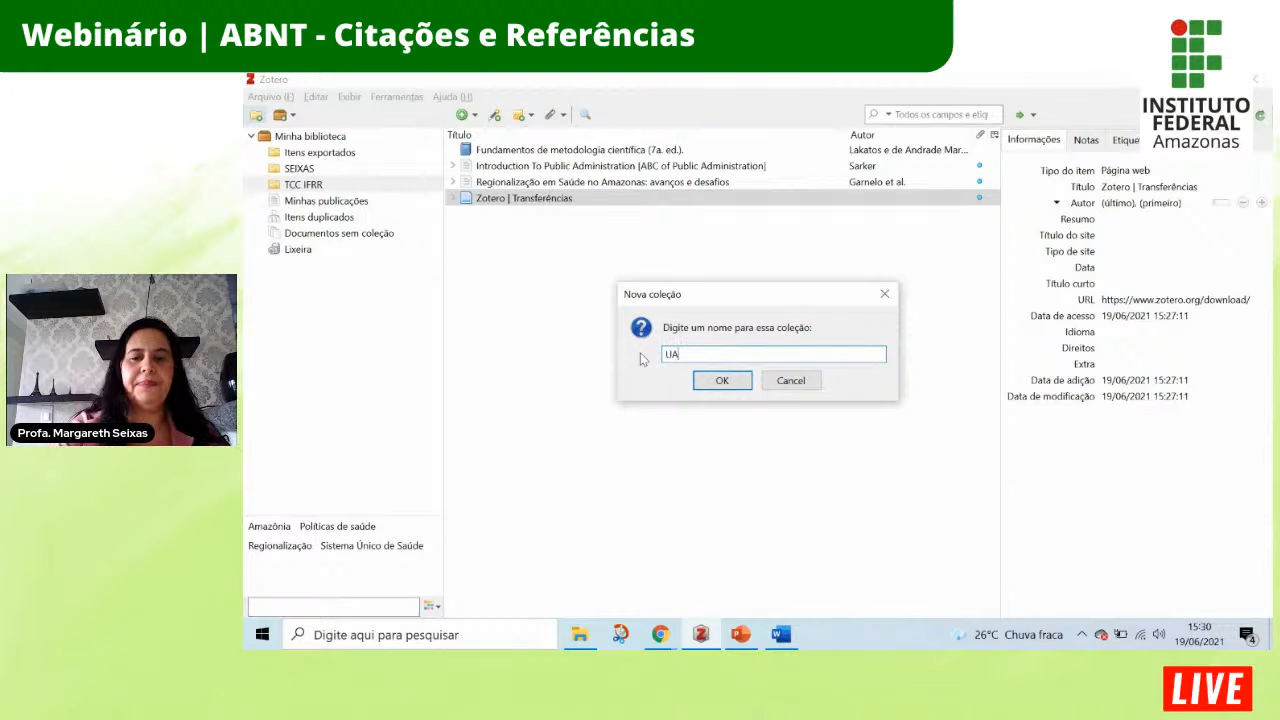 Webinário | ABNT - Citações e Referências
INSTITUTO
FEDERAL
Amazonas
Zotero
Arquivo (F) Editar Exibir Ferramentas Ajuda (H)
Todos os campos e etiq
Minha biblioteca
Itens exportados
SEIXAS
TCC IFRR
Minhas publicações
Itens duplicados
Documentos sem coleção
Lixeira
Título Autor
Fundamentos de metodologia científica (7a. ed.). Lakatos e de Andrade Mar...
Introduction To Public Administration [ABC of Public Administration] Sarker
Regionalização em Saúde no Amazonas: avanços e desafios Garnelo et al.
Zotero | Transferências
Informações Notas Etique
Tipo do item Página web
Título Zotero | Transferências
Autor (último), (primeiro)
Resumo
Título do site
Tipo de site
Data
Título curto
URL https://www.zotero.org/download/
Data de acesso 19/06/2021 15:27:11
Idioma
Direitos
Extra
Data de adição 19/06/2021 15:27:11
Data de modificação 19/06/2021 15:27:11
Nova coleção
Digite um nome para essa coleção:
UA
OK Cancel
Profa. Margareth Seixas
Amazônia Políticas de saúde
Regionalização Sistema Único de Saúde
Digite aqui para pesquisar
26°C Chuva fraca
15:30
19/06/2021
4
LIVE